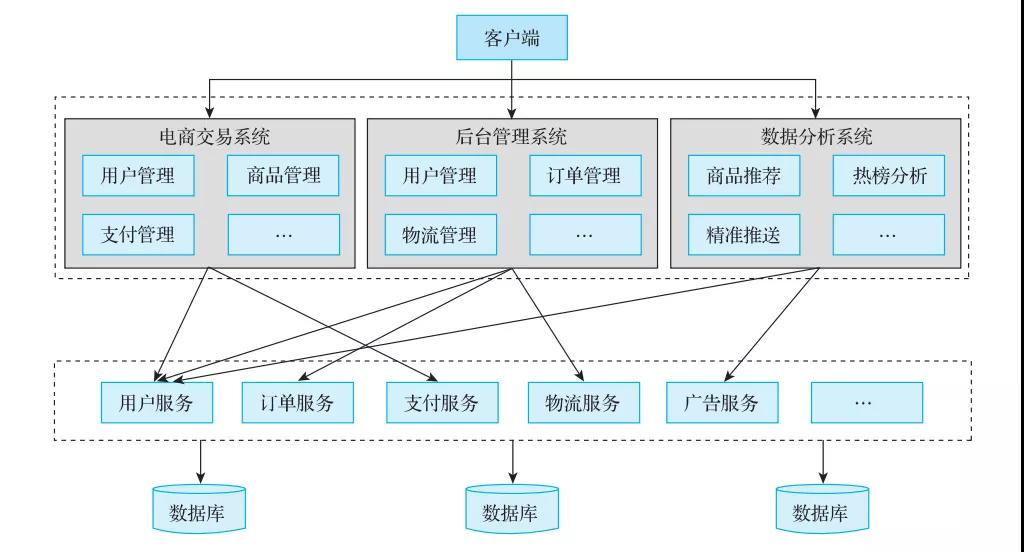 客户端
电商交易系统
用户管理
商品管理
支付管理
…
后台管理系统
用户管理
订单管理
物流管理
…
数据分析系统
商品推荐
热榜分析
精准推送
…
用户服务
订单服务
支付服务
物流服务
广告服务
…
数据库
数据库
数据库